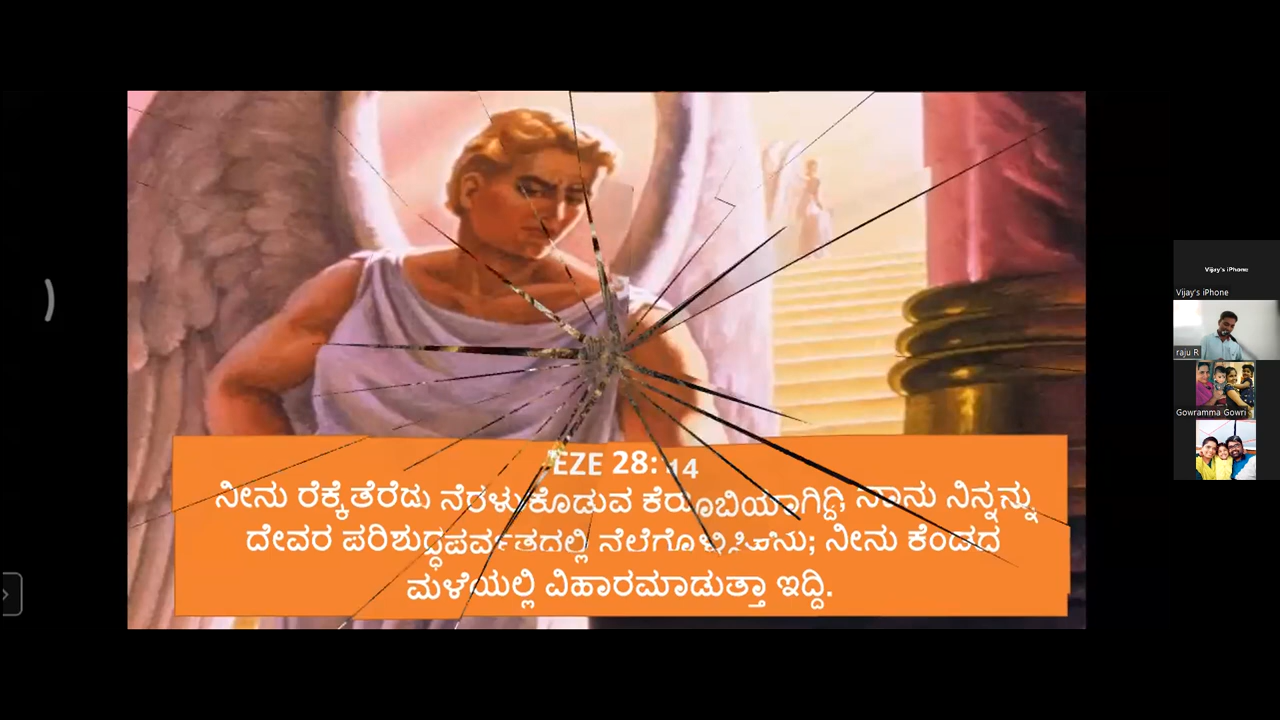 EZE 28: 14
ನೀನು ರೆಕ್ಕೆತೆರೆದು ನೆರಳುಕೊಡುವ ಕೆರೂಬಿಯಾಗಿದ್ದಿ, ನಾನು ನಿನ್ನನ್ನು
ದೇವರ ಪರಿಶುದ್ಧಪರ್ವತದಲ್ಲಿ ನೆಲೆಗೊಳಿಸಿದೆನು; ನೀನು ಕೆಂಡದ
ಮಳೆಯಲ್ಲಿ ವಿಹಾರಮಾಡುತ್ತಾ ಇದ್ದಿ.
Vijay's iPhone
Vijay's iPhone
raju R
Gowramma Gowri